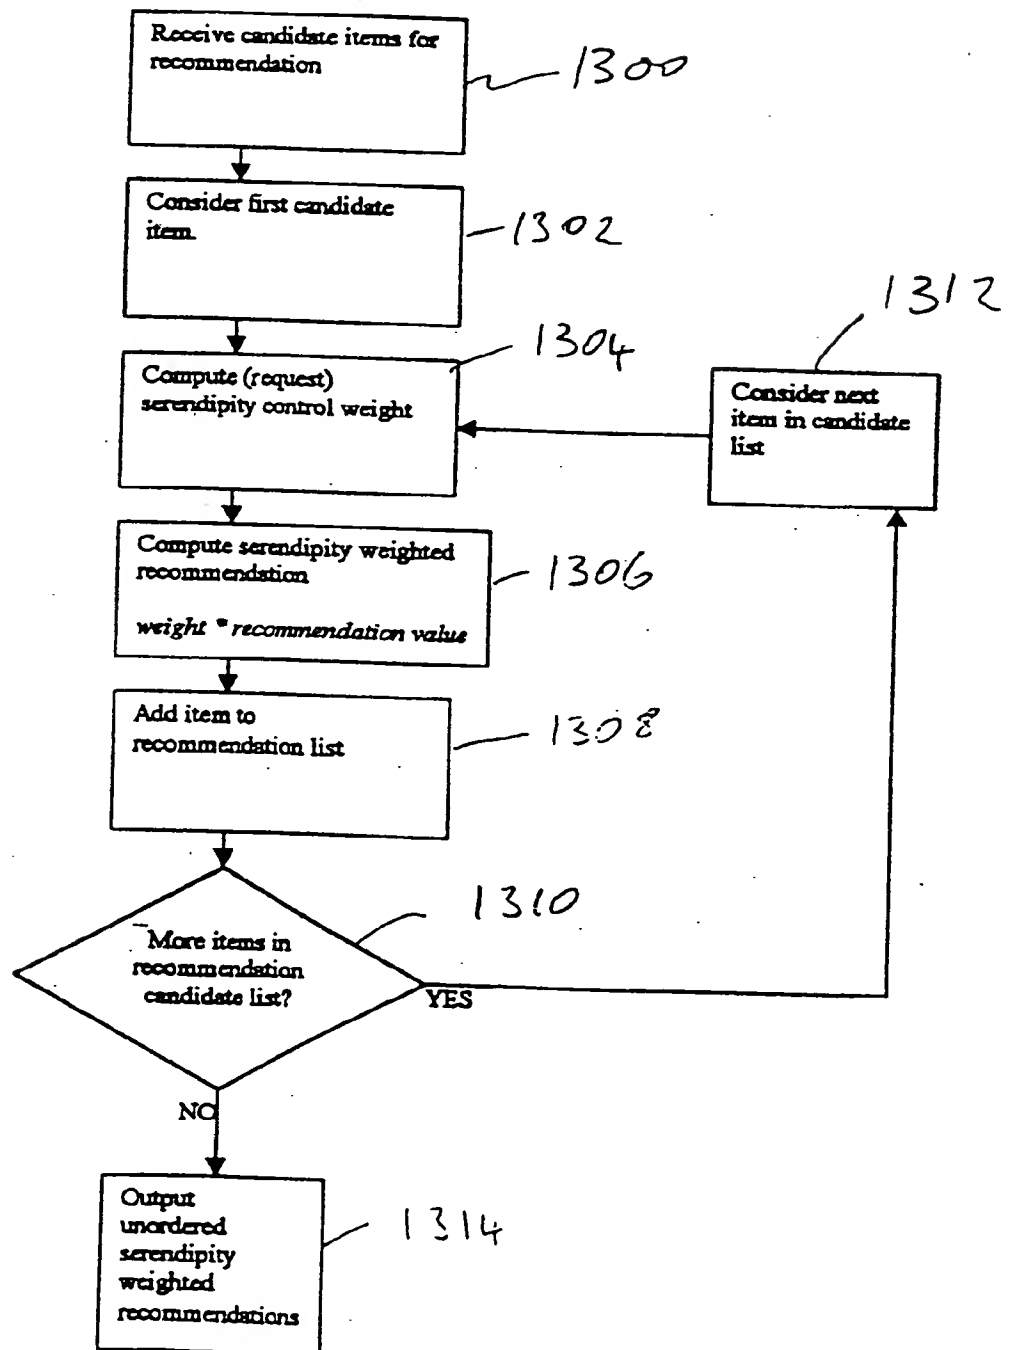 Receive candidate items for
recommendation
1300
Consider first candidate
item.
1302
1312
1304
Compute (request)
serendipity control weight
Consider next
item in candidate
list
Compute serendipity weighted
recommendation
weight * recommendation value
1306
Add item to
recommendation list
1308
1310
More items in
recommendation
candidate list?
YES
NO
Output
unordered
serendipity
weighted
recommendations
1314